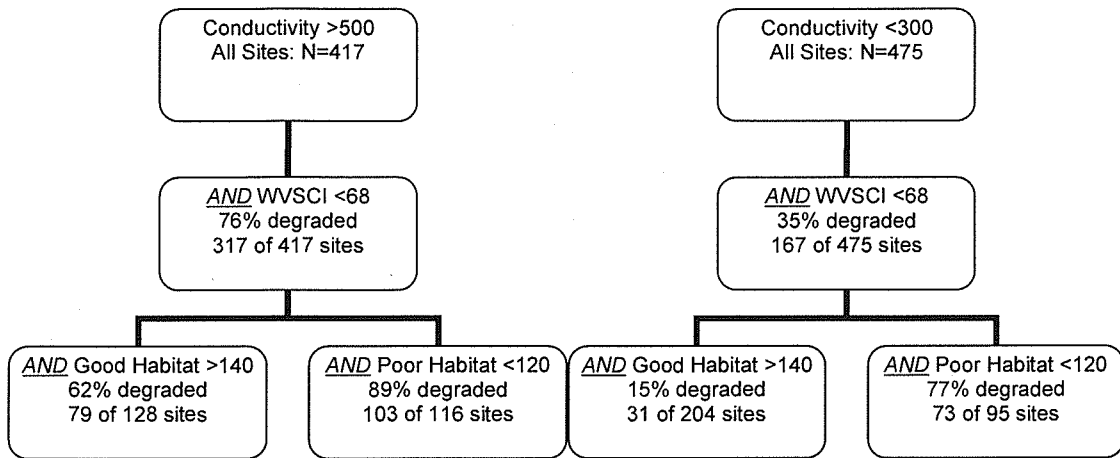 Conductivity >500
All Sites: N=417
Conductivity <300
All Sites: N=475
AND WVSCI <68
76% degraded
317 of 417 sites
AND WVSCI <68
35% degraded
167 of 475 sites
AND Good Habitat >140
62% degraded
79 of 128 sites
AND Poor Habitat <120
89% degraded
103 of 116 sites
AND Good Habitat >140
15% degraded
31 of 204 sites
AND Poor Habitat <120
77% degraded
73 of 95 sites